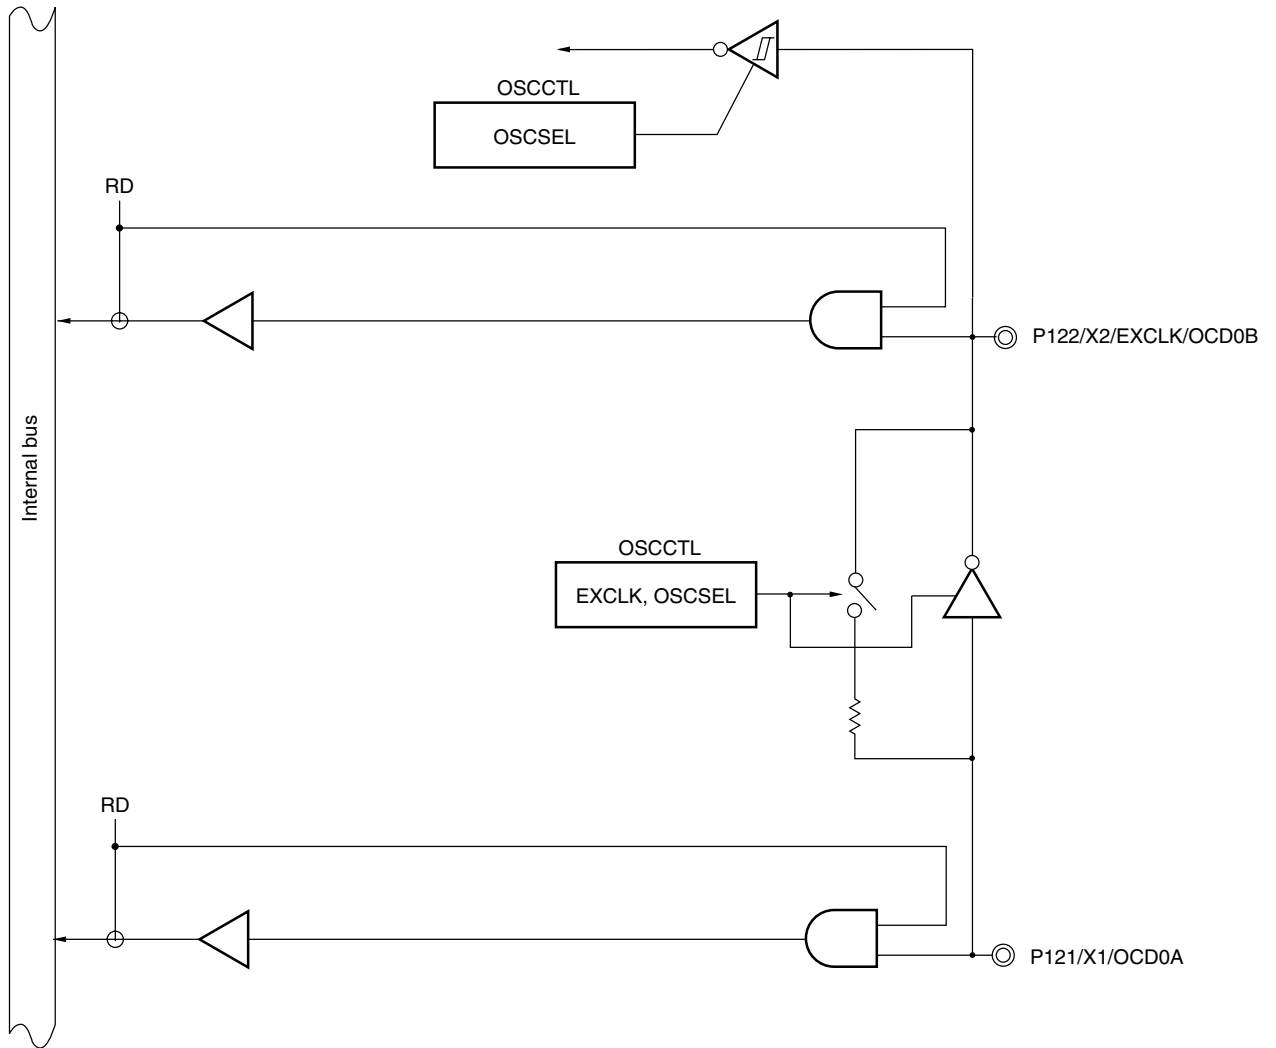 OSCCTL
OSCSEL
RD
P122/X2/EXCLK/OCD0B
Internal bus
OSCCTL
EXCLK, OSCSEL
RD
P121/X1/OCD0A